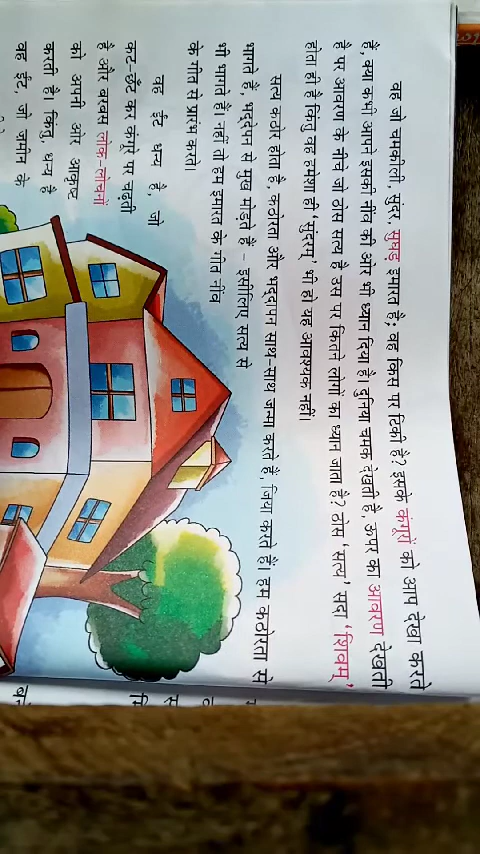 वह जो चमकीली, सुंदर सुघड़ इमारत है; वह किस पर टिकी है? इसके कंगूरों को आप देखा करते
हैं, क्या कभी आपने इसकी नींव की ओर भी ध्यान दिया है। दुनिया चमक देखती है, ऊपर का आवरण देखती
है पर आवरण के नीचे जो ठोस सत्य है उस पर कितने लोगों का ध्यान जाता है? ठोस 'सत्य' सदा 'शिवम्'
होता ही है किंतु वह हमेशा ही 'सुंदरम्' भी हो यह आवश्यक नहीं।
सत्य कठोर होता है, कठोरता और भद्दापन साथ-साथ जन्मा करते हैं, जिया करते हैं। हम कठोरता से
भागते हैं, भद्देपन से मुख मोड़ते हैं - इसीलिए सत्य से
भी भागते हैं। नहीं तो हम इमारत के गीत नींव
के गीत से प्रारंभ करते।
वह ईंट धन्य है, जो
कट-छँट कर कंगूरे पर चढ़ती
है और बरबस लोक-लोचनों
को अपनी ओर आकृष्ट
करती है। किंतु, धन्य है
वह ईंट, जो ज़मीन के